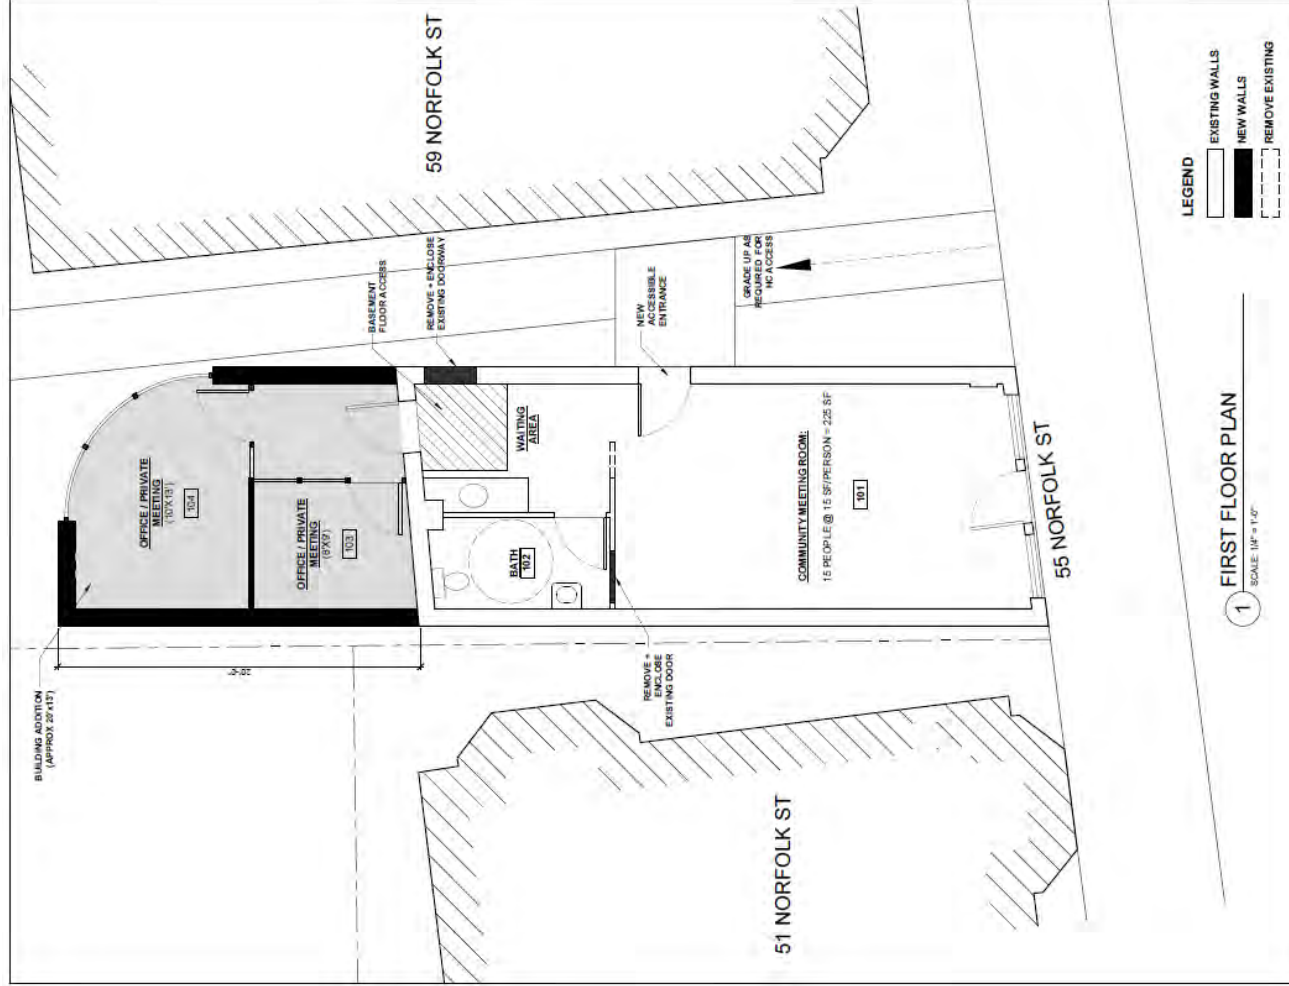 59 NORFOLK ST
LEGEND
EXISTING WALLS
NEW WALLS
REMOVE EXISTING
BASEMENT
FLOOR ACCESS
REMOVE + ENCLOSE
EXISTING DOORWAY
NEW
ACCESSIBLE
ENTRANCE
GRADE UP AS
REQUIRED FOR
HC ACCESS
OFFICE / PRIVATE
MEETING
(10'X13')
104
OFFICE / PRIVATE
MEETING
(8'X9')
103
WAITING
AREA
BATH
102
COMMUNITY MEETING ROOM:
15 PEOPLE @ 15 SF/PERSON = 225 SF
101
55 NORFOLK ST
1
FIRST FLOOR PLAN
SCALE: 1/4" = 1'-0"
BUILDING ADDITION
(APPROX 20'x13')
20'-0"
REMOVE +
ENCLOSE
EXISTING DOOR
51 NORFOLK ST